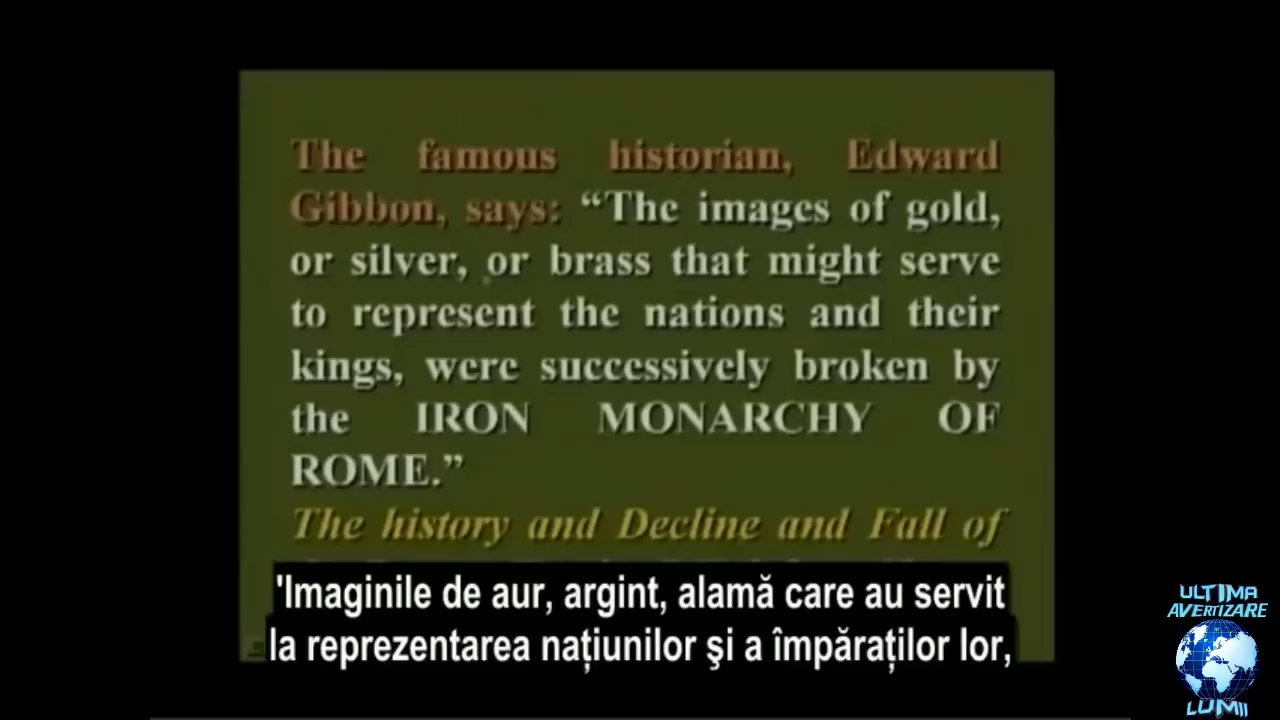 The famous historian, Edward
Gibbon, says: “The images of gold,
or silver, or brass that might serve
to represent the nations and their
kings, were successively broken by
the IRON MONARCHY OF
ROME.”
The history and Decline and Fall of
'Imaginile de aur, argint, alamă care au servit
la reprezentarea naţiunilor şi a împăraţilor lor,
ULTIMA
AVERTIZARE
LUMII